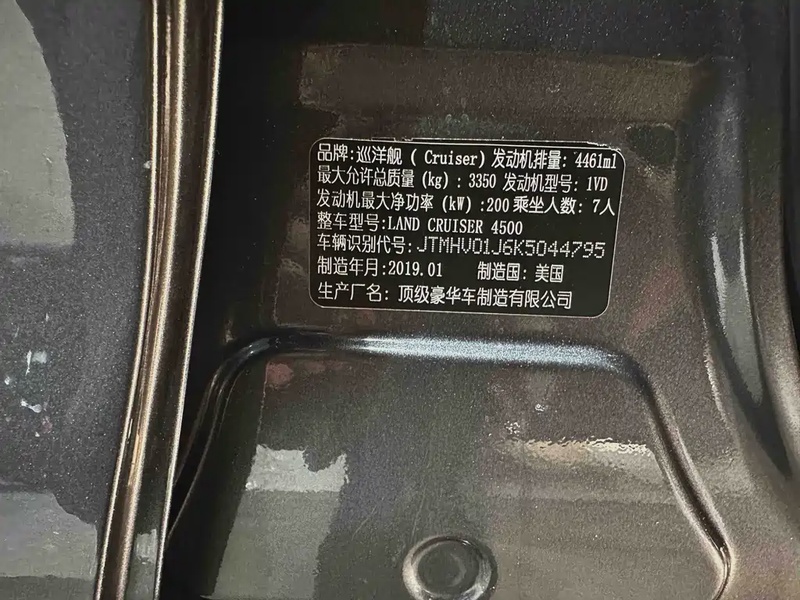 品牌:巡洋舰 ( Cruiser) 发动机排量: 4461ml
最大允许总质量 (kg) : 3350 发动机型号: 1VD
发动机最大净功率 (kW) :200 乘坐人数: 7人
整车型号:LAND CRUISER 4500
车辆识别代号:JTMHV01J6K5044795
制造年月:2019.01 制造国: 美国
生产厂名: 顶级豪华车制造有限公司